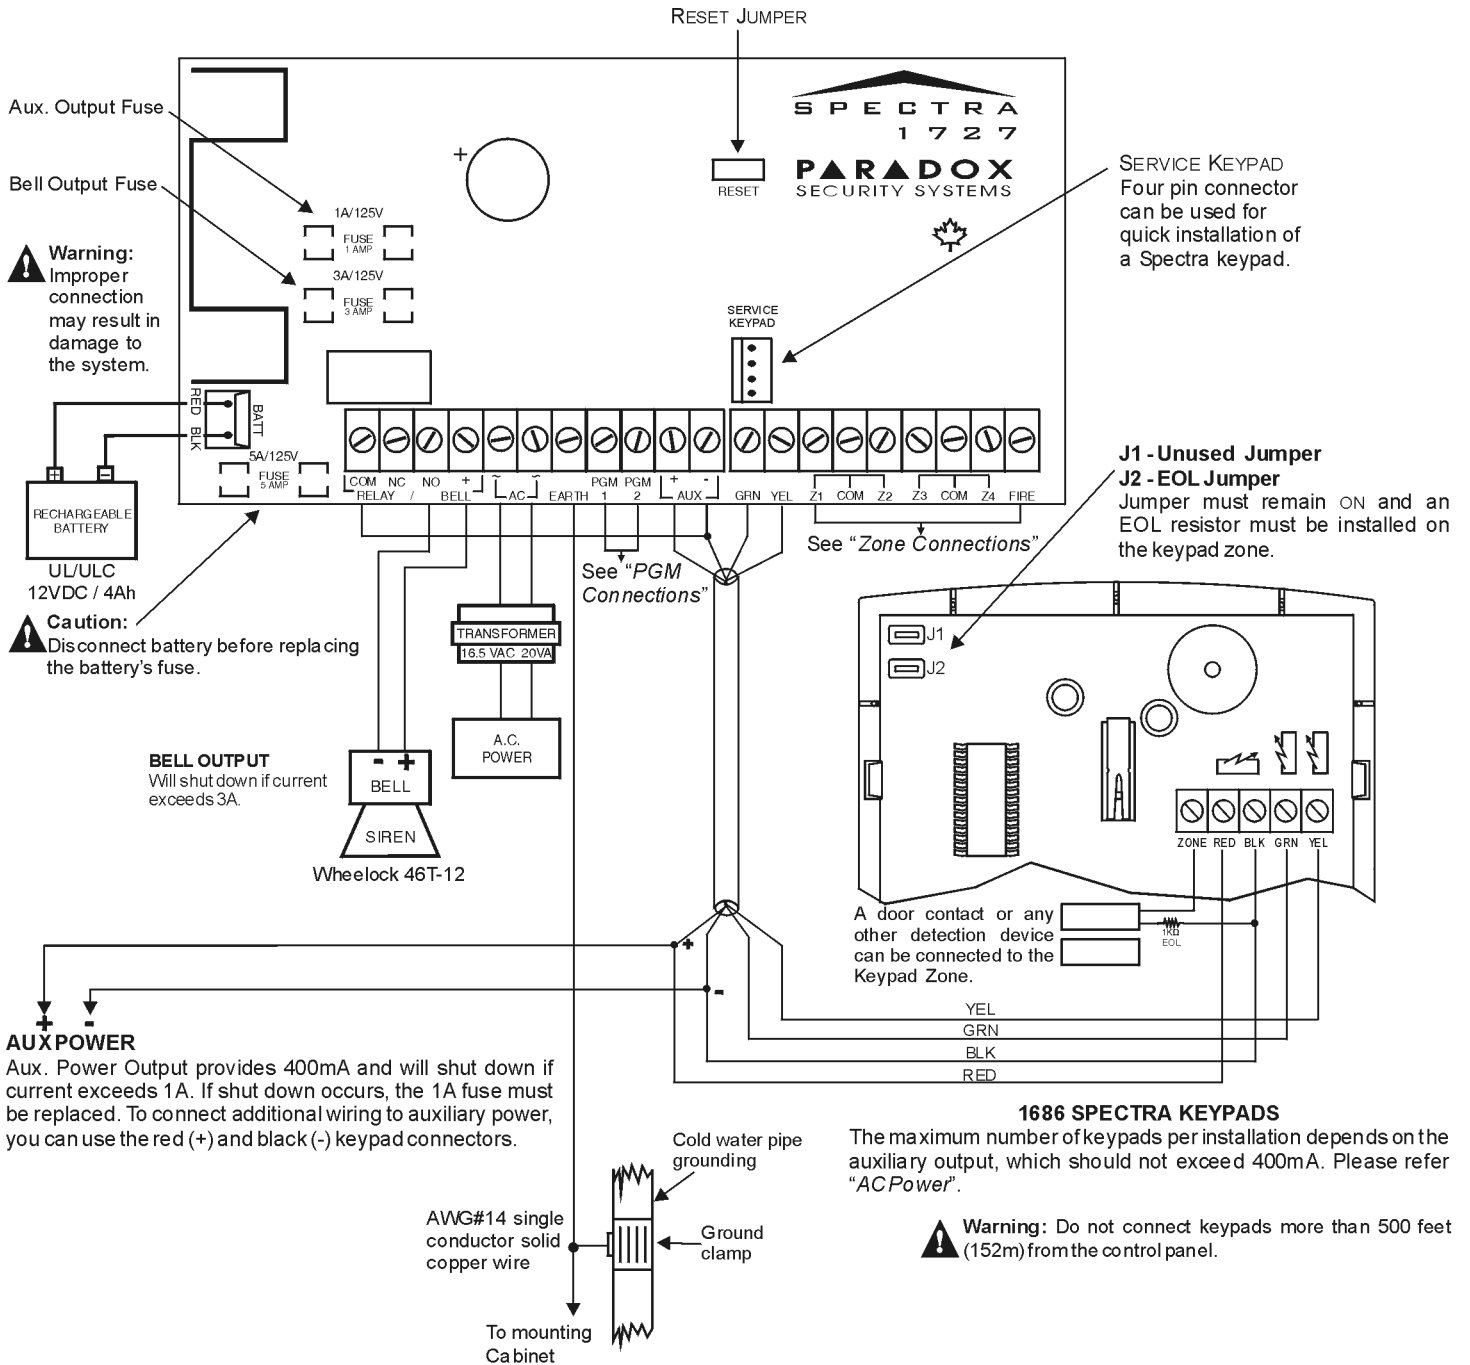 RESET JUMPER
Aux. Output Fuse
Bell Output Fuse
Warning:
Improper
connection
may result in
damage to
the system.
1A/125V
FUSE
1 AMP
3A/125V
FUSE
3 AMP
+
RESET
SPECTRA
1727
PARADOX
SECURITY SYSTEMS
SERVICE KEYPAD
Four pin connector
can be used for
quick installation of
a Spectra keypad.
SERVICE
KEYPAD
RED
BLK
BATT
5A/125V
FUSE
5 AMP
+
-
RECHARGEABLE
BATTERY
UL/ULC
12VDC / 4Ah
Caution:
Disconnect battery before replacing
the battery's fuse.
COM NC NO + ~ ~ PGM PGM + -
RELAY / BELL AC EARTH 1 2 AUX GRN YEL Z1 COM Z2 Z3 COM Z4 FIRE
See "PGM
Connections"
See "Zone Connections"
J1 - Unused Jumper
J2 - EOL Jumper
Jumper must remain ON and an
EOL resistor must be installed on
the keypad zone.
TRANSFORMER
16.5 VAC 20VA
A.C.
POWER
BELL OUTPUT
Will shut down if current
exceeds 3A.
- +
BELL
SIREN
Wheelock 46T-12
J1
J2
ZONE RED BLK GRN YEL
A door contact or any
other detection device
can be connected to the
Keypad Zone.
1KΩ
EOL
+
-
YEL
GRN
BLK
RED
+ -
AUX POWER
Aux. Power Output provides 400mA and will shut down if
current exceeds 1A. If shut down occurs, the 1A fuse must
be replaced. To connect additional wiring to auxiliary power,
you can use the red (+) and black (-) keypad connectors.
1686 SPECTRA KEYPADS
The maximum number of keypads per installation depends on the
auxiliary output, which should not exceed 400mA. Please refer
"AC Power".
Warning: Do not connect keypads more than 500 feet
(152m) from the control panel.
Cold water pipe
grounding
AWG#14 single
conductor solid
copper wire
Ground
clamp
To mounting
Cabinet